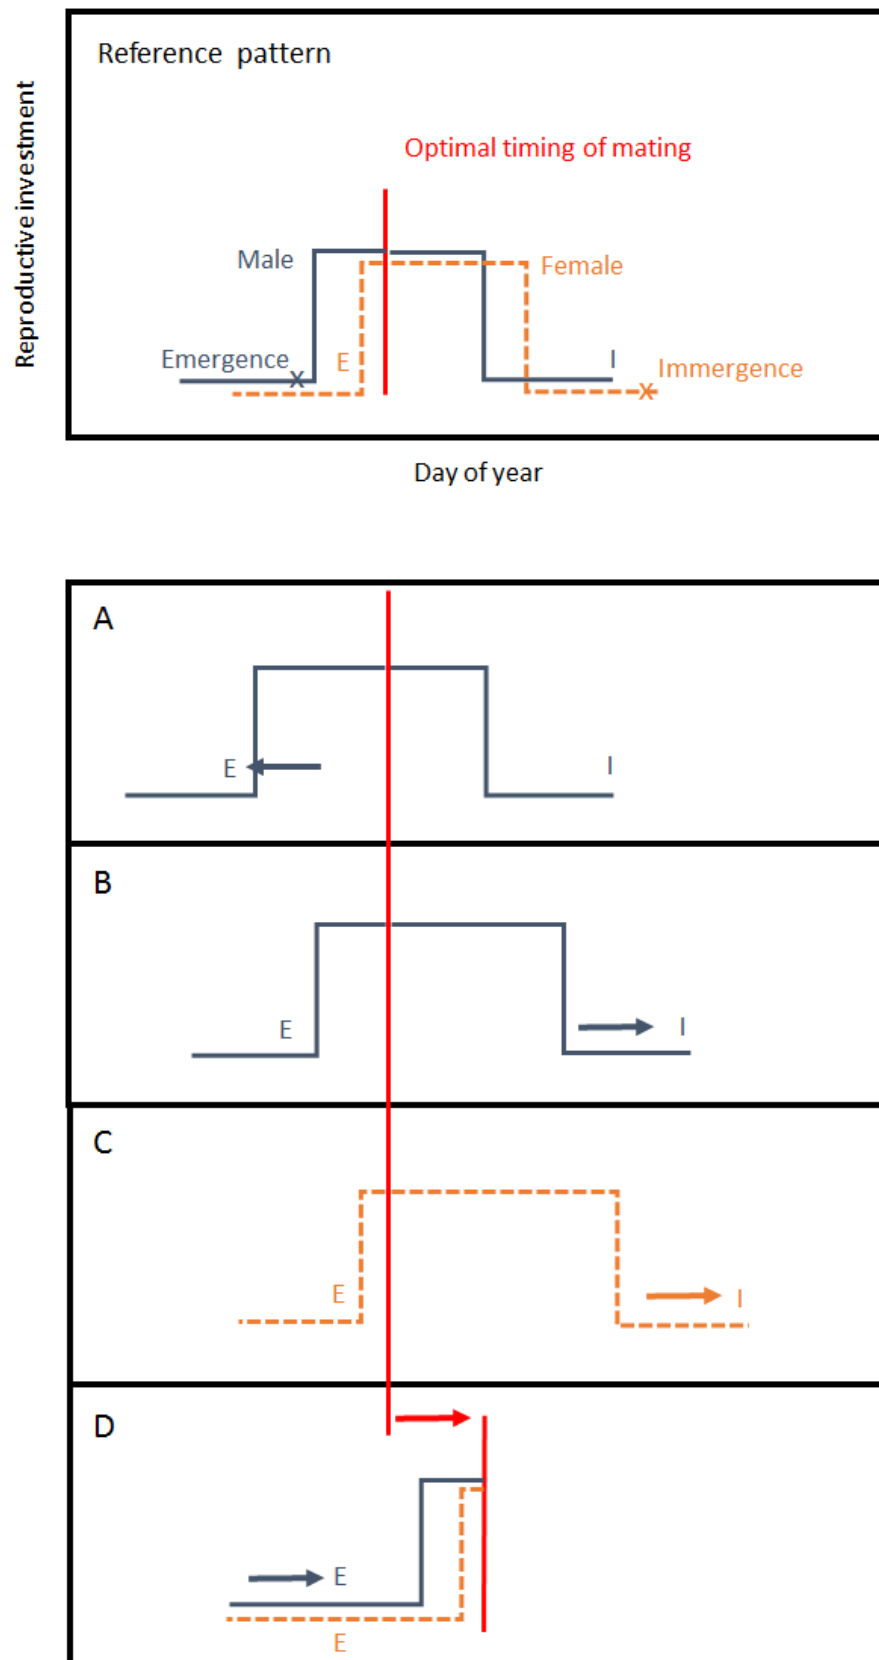 Reference pattern
Reproductive investment
Optimal timing of mating
Male
Female
Emergence
E
I
Immergence
x
x
Day of year
A
E
I
B
E
I
C
E
I
D
E
E